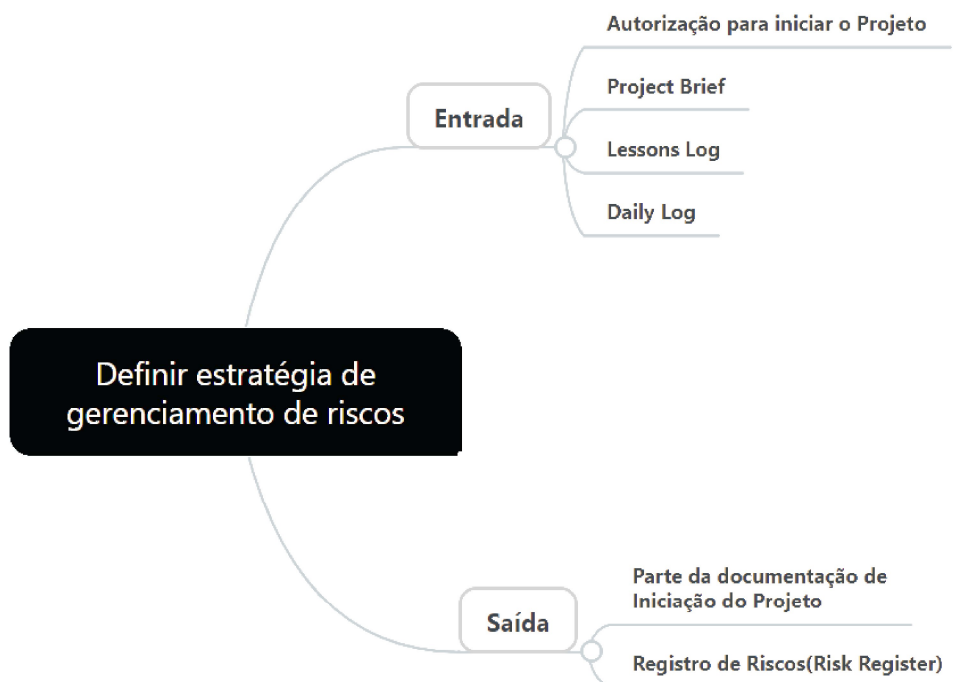 Autorização para iniciar o Projeto
Project Brief
Entrada
Lessons Log
Daily Log
Definir estratégia de
gerenciamento de riscos
Parte da documentação de
Iniciação do Projeto
Saída
Registro de Riscos(Risk Register)